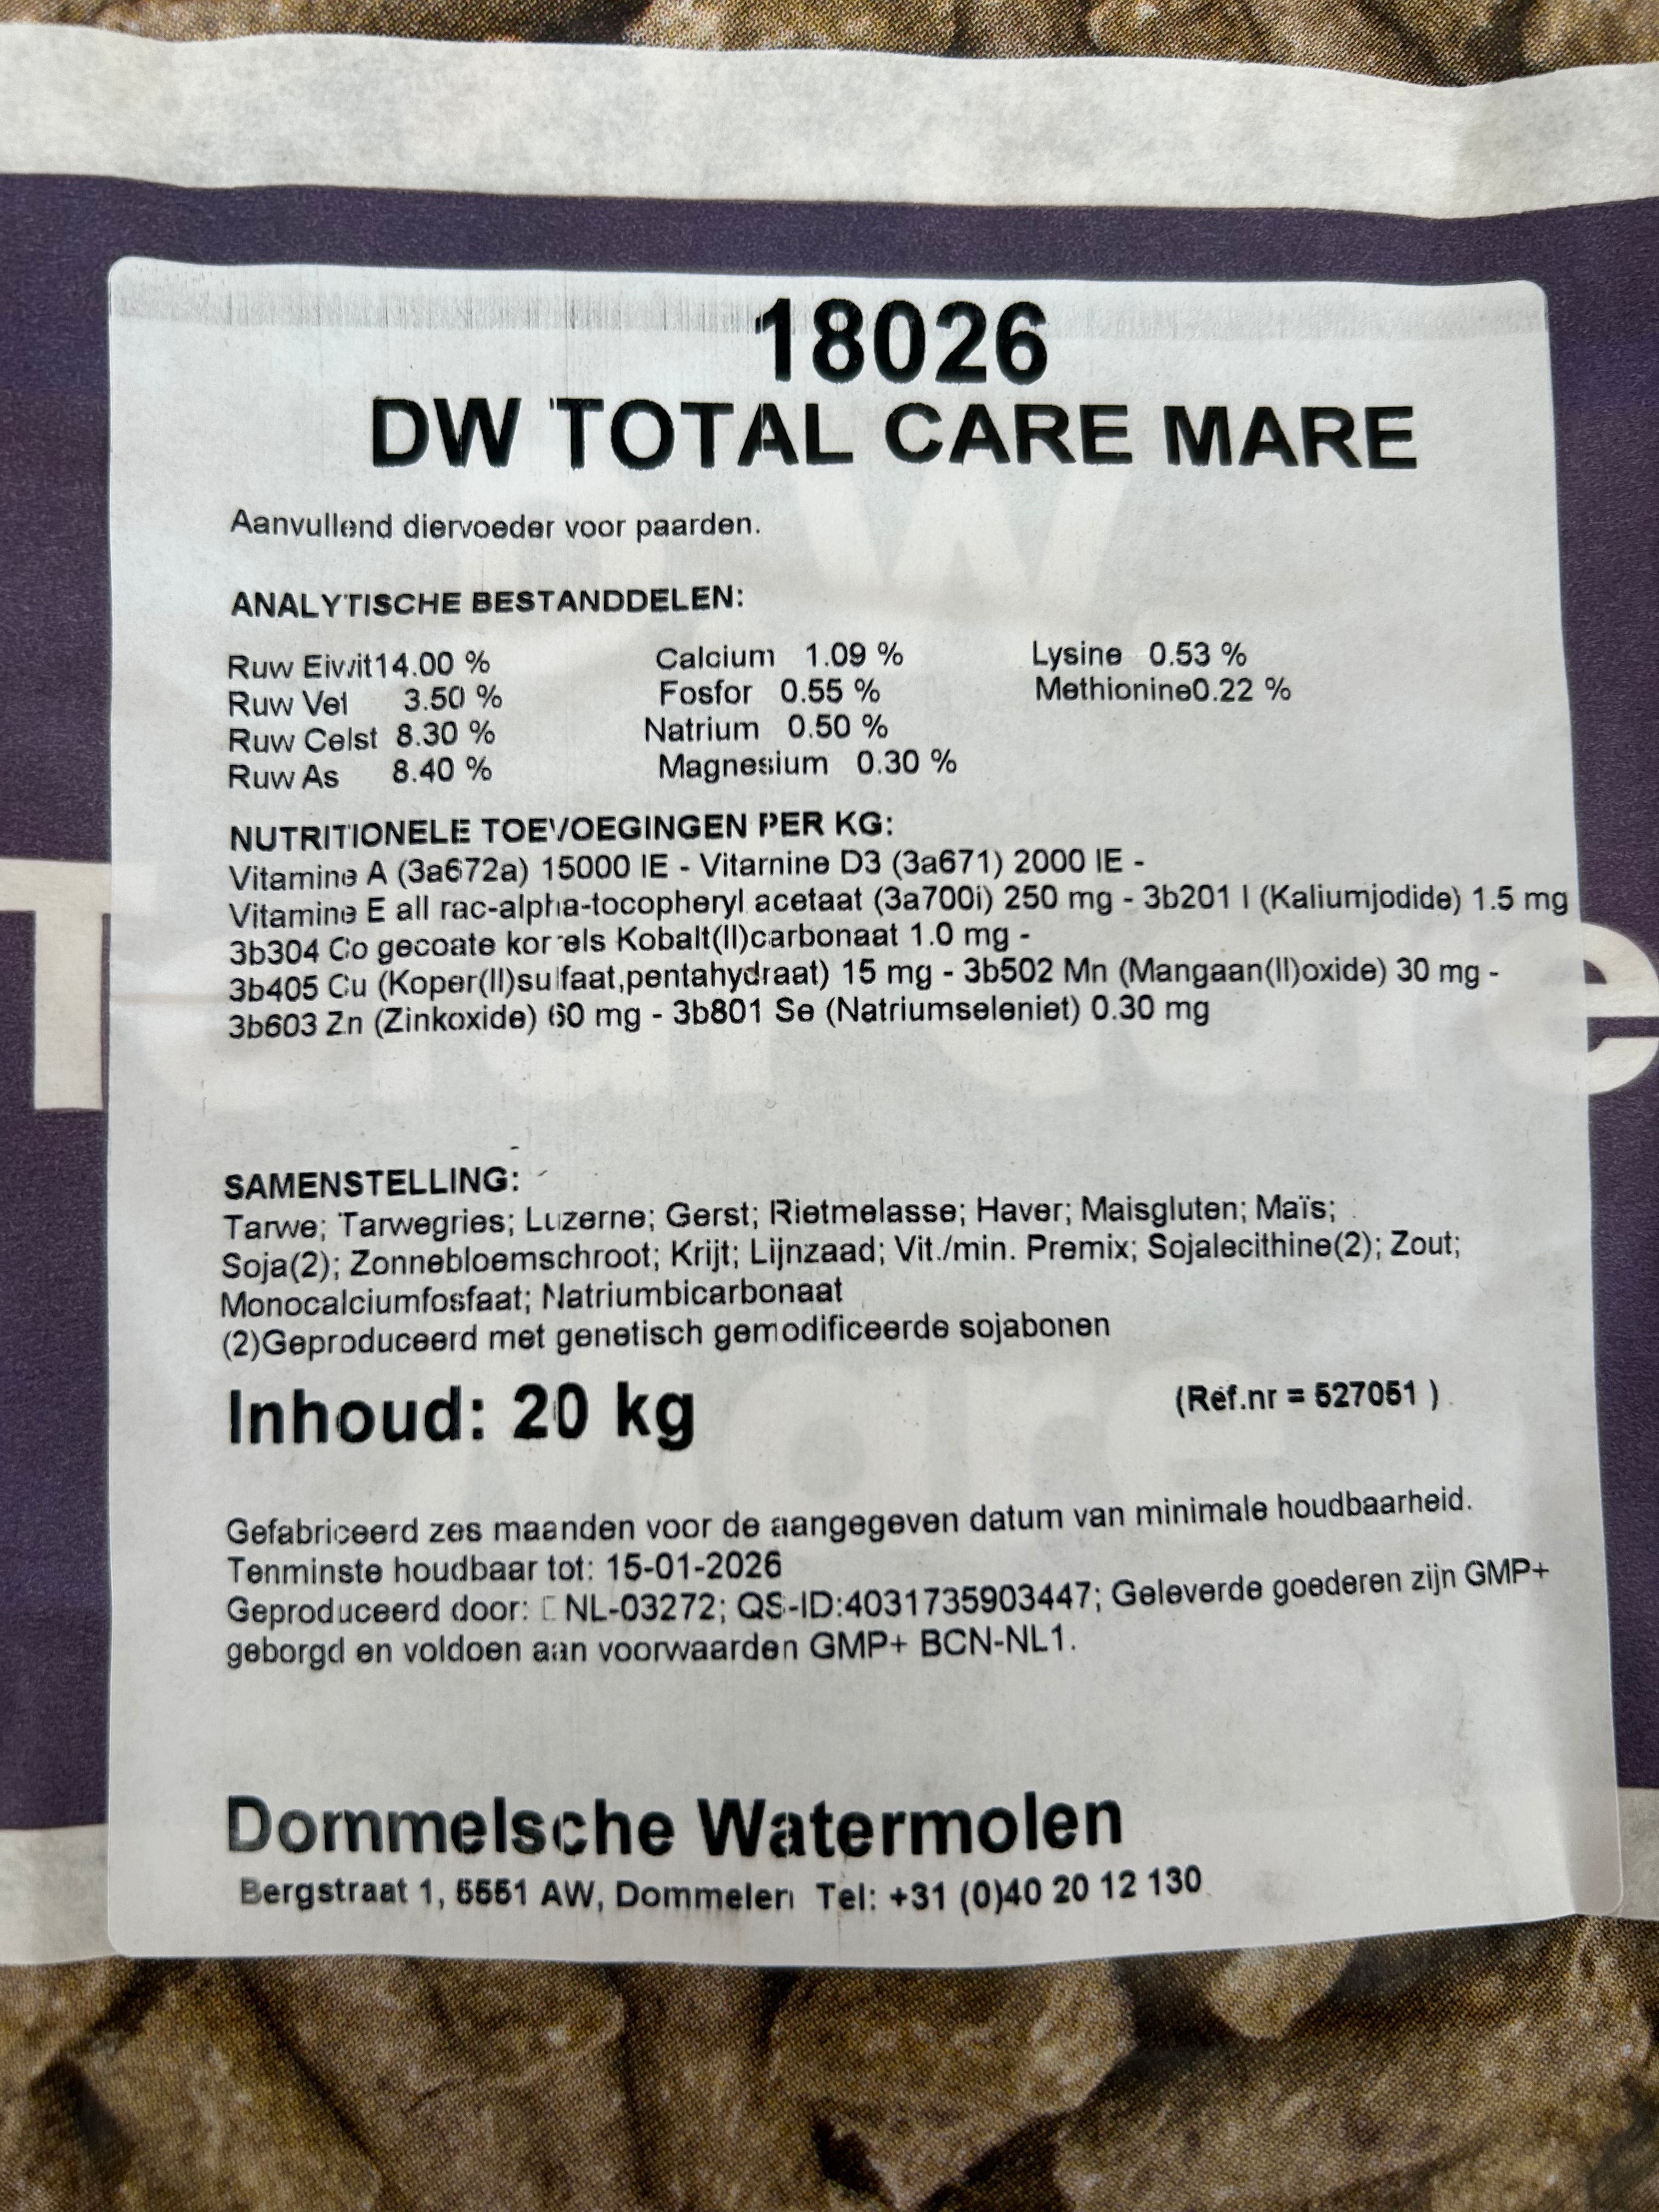 18026
DW TOTAL CARE MARE
Aanvullend diervoeder voor paarden.
ANALYTISCHE BESTANDDELEN:
Ruw Eiwit14.00 % Calcium 1.09 % Lysine 0.53 %
Ruw Vet 3.50 % Fosfor 0.55 % Methionine0.22 %
Ruw Celst 8.30 % Natrium 0.50 %
Ruw As 8.40 % Magnesium 0.30 %
NUTRITIONELE TOEVOEGINGEN PER KG:
Vitamine A (3a672a) 15000 IE - Vitamine D3 (3a671) 2000 IE -
Vitamine E all rac-alpha-tocopheryl acetaat (3a700i) 250 mg - 3b201 I (Kaliumjodide) 1.5 mg
3b304 Co gecoate korrels Kobalt(II)carbonaat 1.0 mg -
3b405 Cu (Koper(II)sulfaat,pentahydraat) 15 mg - 3b502 Mn (Mangaan(II)oxide) 30 mg -
3b603 Zn (Zinkoxide) 60 mg - 3b801 Se (Natriumseleniet) 0.30 mg
Total Care
SAMENSTELLING:
Tarwe; Tarwegries; Luzerne; Gerst; Rietmelasse; Haver; Maisgluten; Maïs;
Soja(2); Zonnebloemschroot; Krijt; Lijnzaad; Vit./min. Premix; Sojalecithine(2); Zout;
Monocalciumfosfaat; Natriumbicarbonaat
(2)Geproduceerd met genetisch gemodificeerde sojabonen
Inhoud: 20 kg (Ref.nr = 527051 )
Mare
Gefabriceerd zes maanden voor de aangegeven datum van minimale houdbaarheid.
Tenminste houdbaar tot: 15-01-2026
Geproduceerd door: NL-03272; QS-ID:4031735903447; Geleverde goederen zijn GMP+
geborgd en voldoen aan voorwaarden GMP+ BCN-NL1.
Dommelsche Watermolen
Bergstraat 1, 5551 AW, Dommelen Tel: +31 (0)40 20 12 130